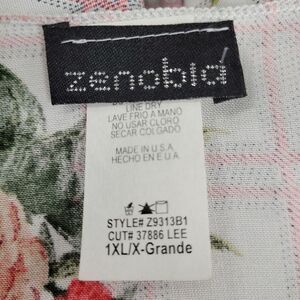 zenobia
LINE DRY
LAVE FRIO A MANO
NO USAR CLORO
SECAR COLGADO
MADE IN U.S.A.
HECHO EN E.U.A.
STYLE# Z9313B1
CUT# 37886 LEE
1XL/X-Grande